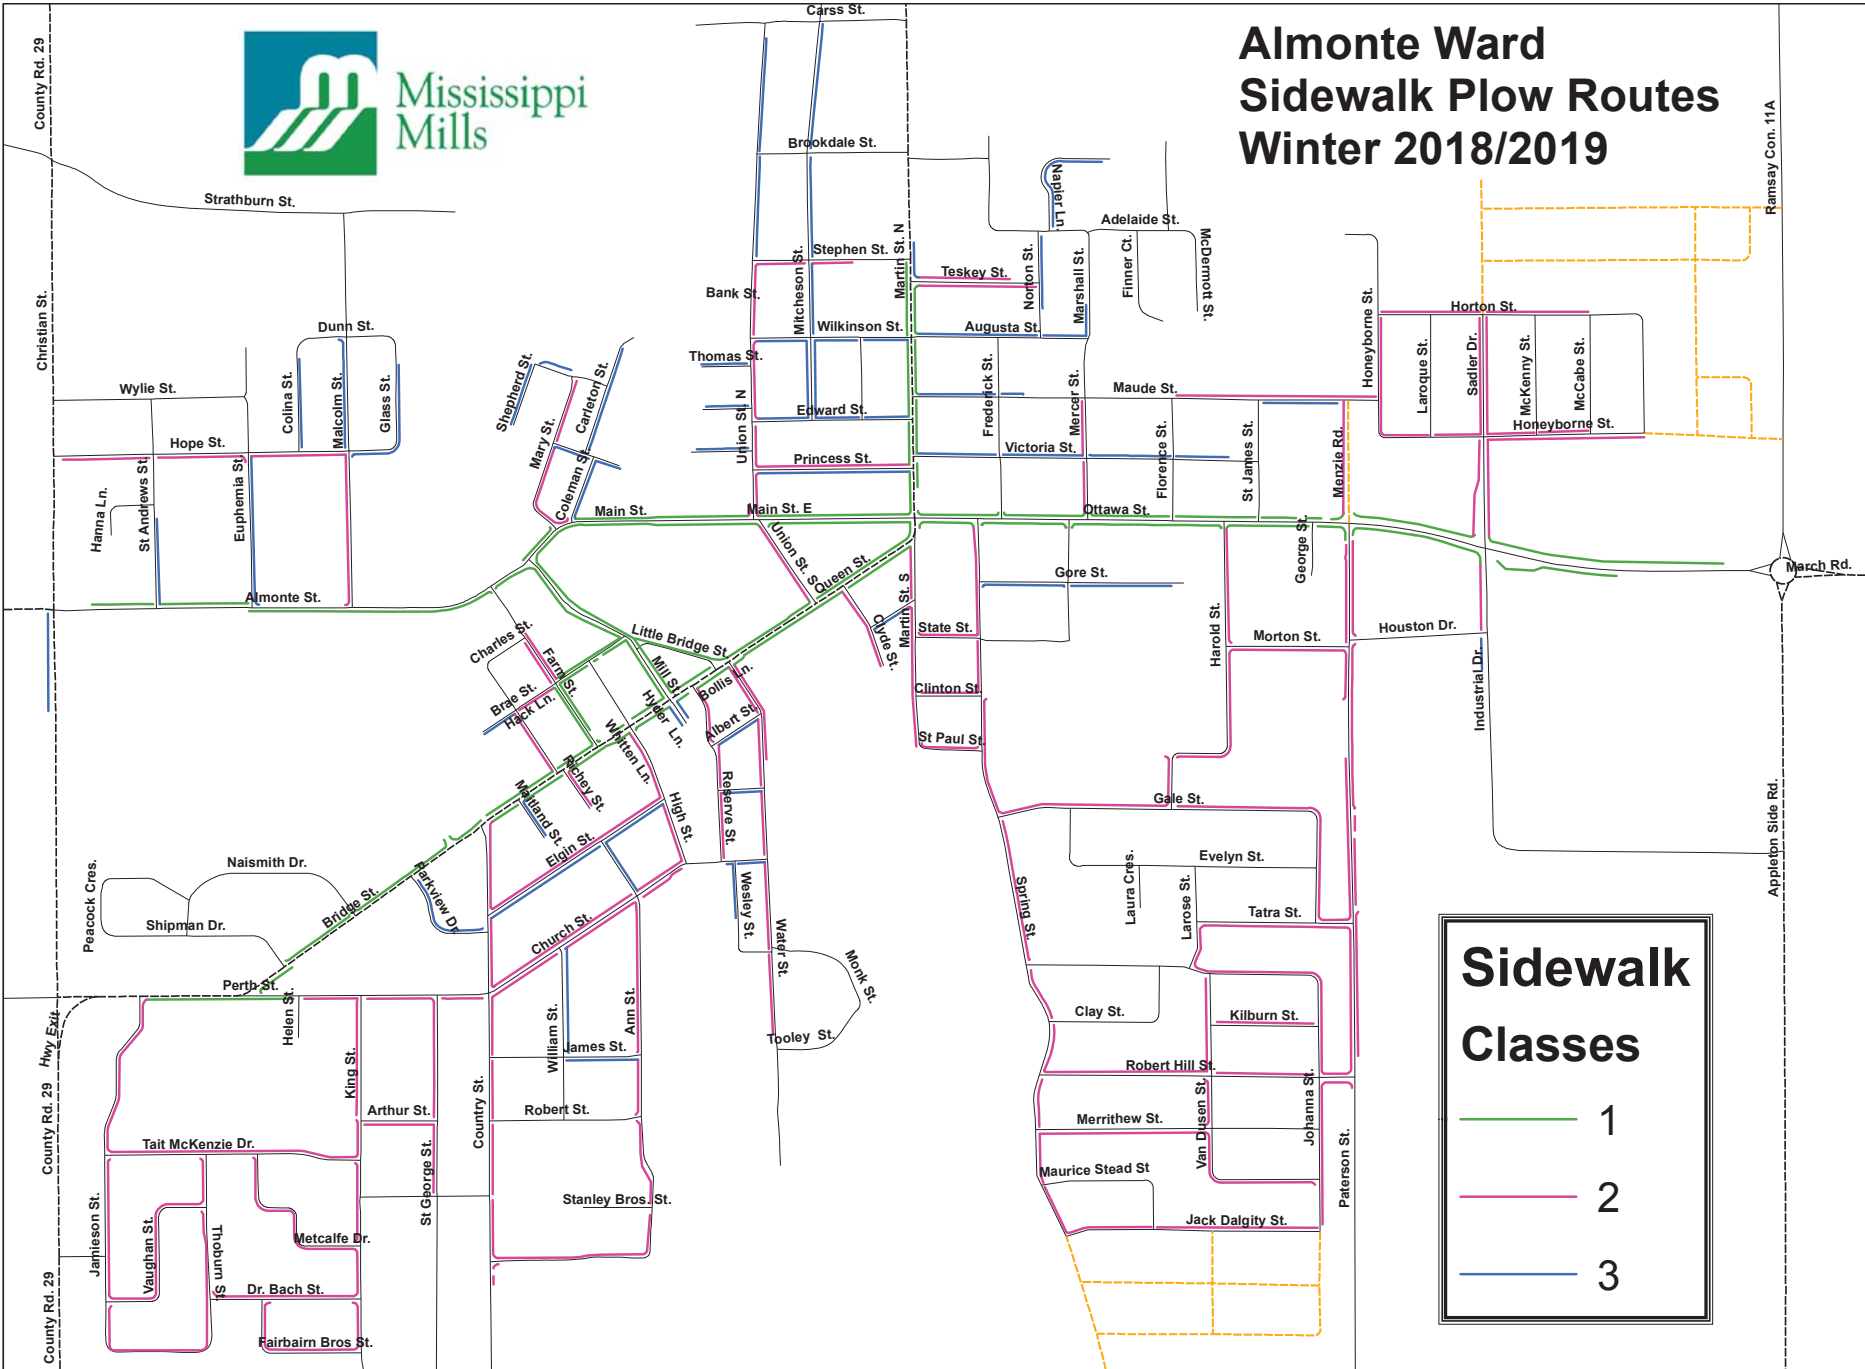 Carss St.
Almonte Ward
Sidewalk Plow Routes
Winter 2018/2019
Mississippi
Mills
County Rd. 29
Ramsay Con. 11A
Brookdale St.
Strathburn St.
Napier Ln.
Adelaide St.
McDermott St.
Finner Ct.
Stephen St.
Martin St. N
Mitcheson St.
Teskey St.
Norton St.
Marshall St.
Bank St.
Christian St.
Dunn St.
Wilkinson St.
Augusta St.
Honeyborne St.
Horton St.
Laroque St.
Sadler Dr.
McKenny St.
McCabe St.
Thomas St.
Shepherd St.
Carleton St.
Wylie St.
Colina St.
Malcolm St.
Glass St.
Frederick St.
Mercer St.
Maude St.
Edward St.
Union St. N
Mary St.
Hope St.
Honeyborne St.
Victoria St.
Florence St.
St James St.
Menzie Rd.
Princess St.
Coleman St.
Hanna Ln.
St Andrews St.
Euphemia St.
Main St.
Main St. E
Ottawa St.
George St.
Union St. S
Queen St.
Gore St.
March Rd.
Almonte St.
Clyde St.
Martin St. S
State St.
Harold St.
Morton St.
Houston Dr.
Industrial Dr.
Little Bridge St
Charles St.
Farm St.
Mill St.
Bollis Ln.
Clinton St.
Brae St.
Hack Ln.
Hyder Ln.
Albert St.
Whitten Ln.
St Paul St.
Richey St.
Maitland St.
High St.
Reserve St.
Gale St.
Appleton Side Rd.
Elgin St.
Naismith Dr.
Peacock Cres.
Parkview Dr.
Bridge St.
Shipman Dr.
Wesley St.
Evelyn St.
Laura Cres.
Larose St.
Spring St.
Tatra St.
Church St.
Water St.
Monk St.
Perth St.
Helen St.
Hwy Exit
Clay St.
Kilburn St.
Tooley St.
William St.
Ann St.
James St.
King St.
Country St.
Robert Hill St.
County Rd. 29
Arthur St.
Robert St.
Merrithew St.
Van Dusen St.
Johanna St.
Paterson St.
Tait McKenzie Dr.
St George St.
Maurice Stead St
Stanley Bros. St.
Jamieson St.
Vaughan St.
Thoburn St.
Metcalfe Dr.
Jack Dalgity St.
Dr. Bach St.
Fairbairn Bros St.
County Rd. 29
Sidewalk
Classes
1
2
3